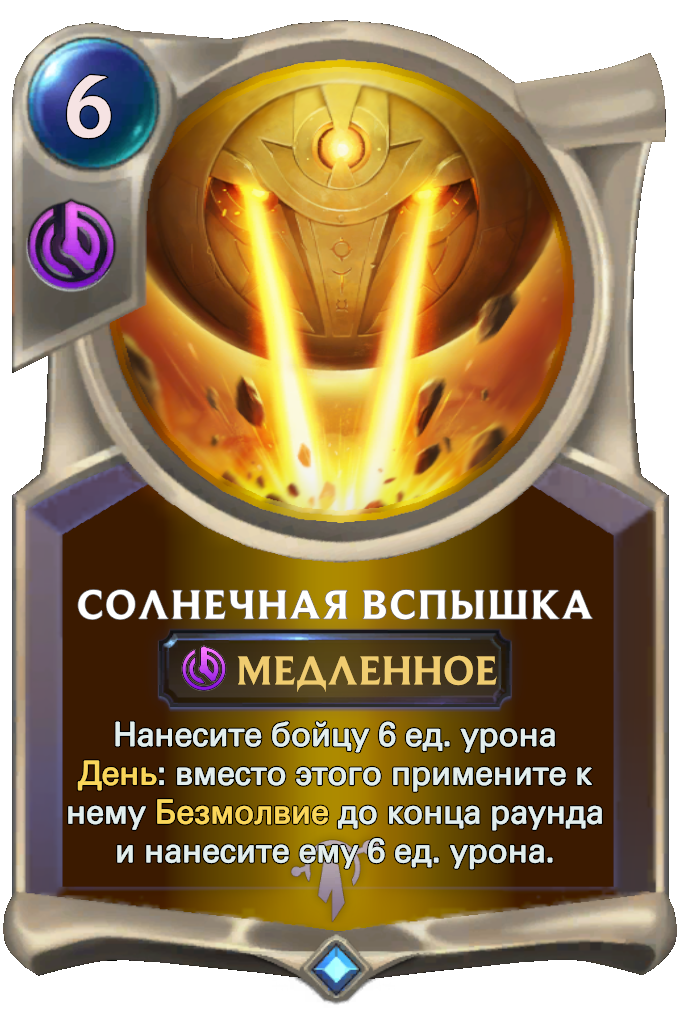 6
СОЛНЕЧНАЯ ВСПЫШКА
МЕДЛЕННОЕ
Нанесите бойцу 6 ед. урона
День: вместо этого примените к
нему Безмолвие до конца раунда
и нанесите ему 6 ед. урона.